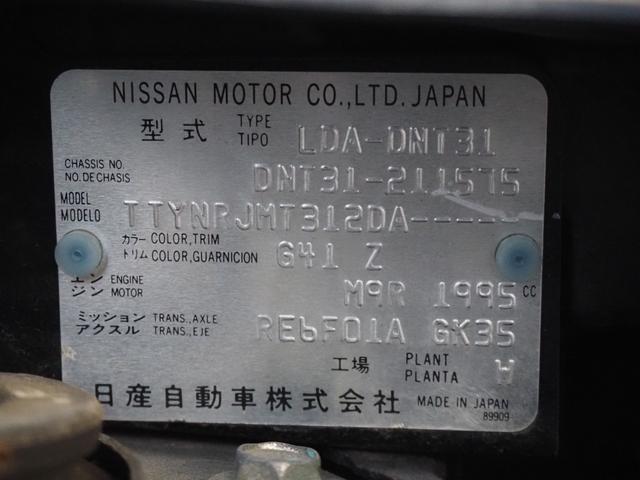 NISSAN MOTOR CO.,LTD. JAPAN
型式 TYPE TIPO LDA-DNT31
CHASSIS NO. NO. DE CHASIS DNT31-211575
MODEL MODELO TTYNRJMT312DA-----
カラー COLOR,TRIM トリム COLOR,GUARNICION G41 Z
エンジン ENGINE MOTOR M9R 1995 CC
ミッション TRANS.,AXLE アクスル TRANS.,EJE RE6F01A GK35
工場 PLANT PLANTA W
日産自動車株式会社 MADE IN JAPAN
89909